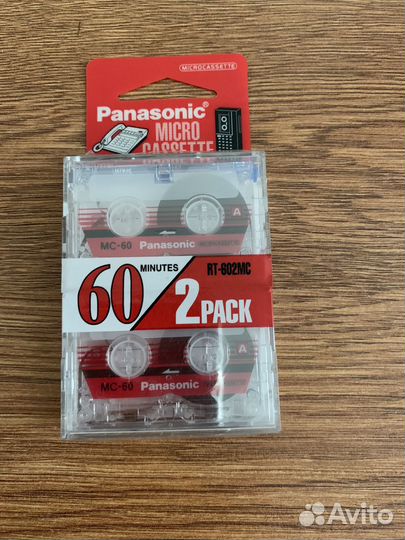 MICROCASSETTE
Panasonic®
MICRO
CASSETTE
A
MC-60 Panasonic
60 MINUTES
RT-602MC
2 PACK
A
MC-60 Panasonic
Avito